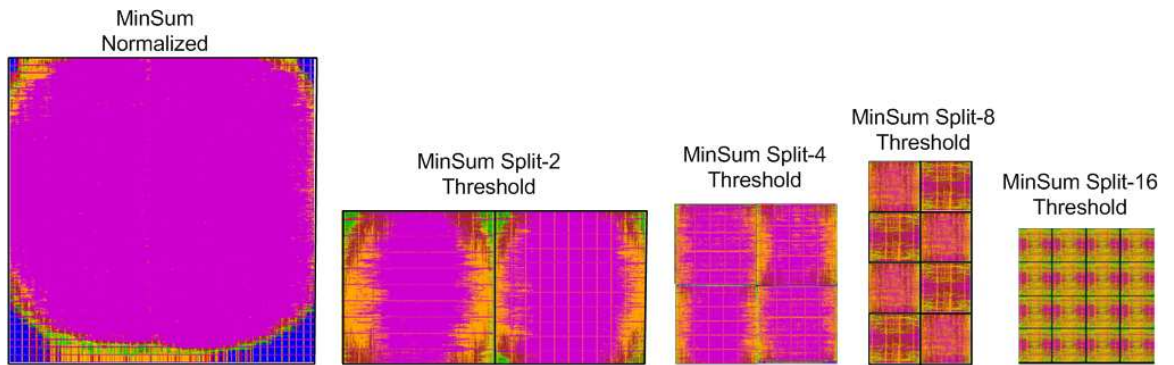 MinSum
Normalized
MinSum Split-2
Threshold
MinSum Split-4
Threshold
MinSum Split-8
Threshold
MinSum Split-16
Threshold